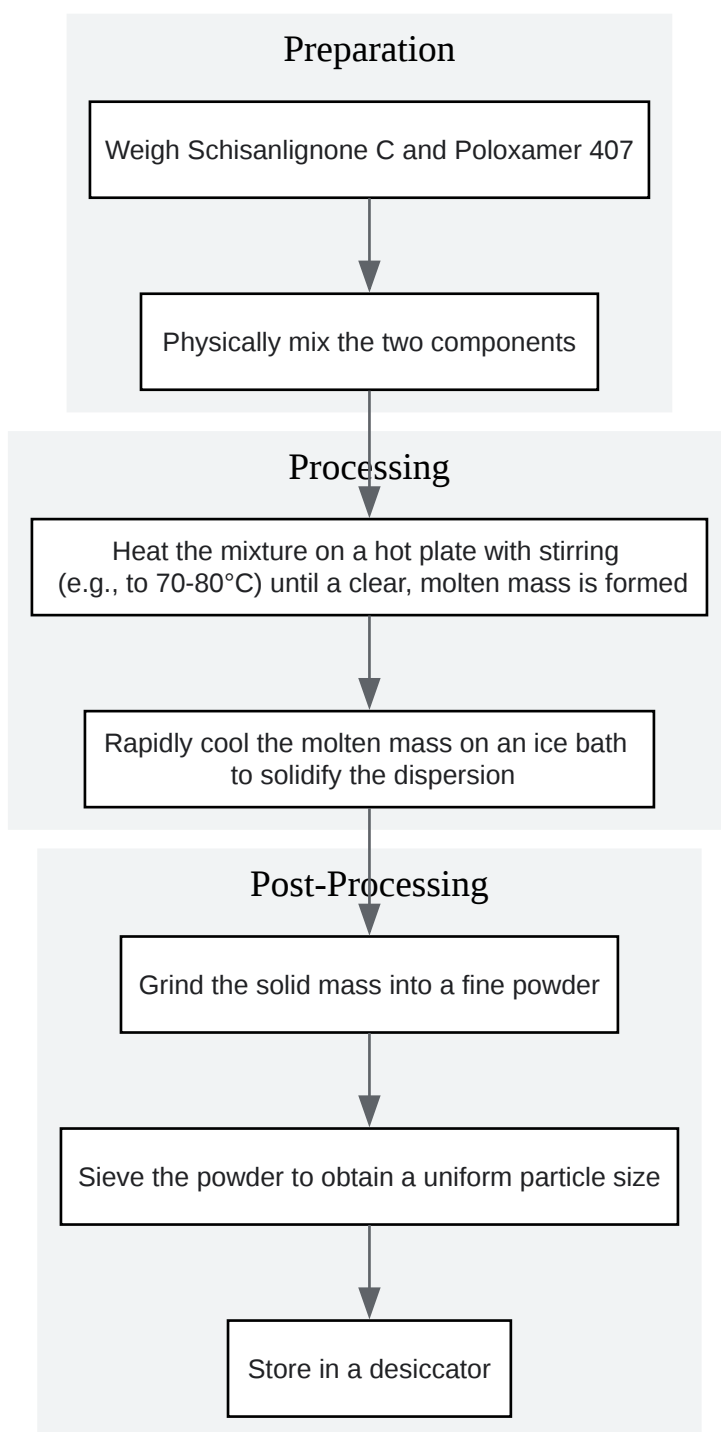 Preparation
Weigh Schisanlignone C and Poloxamer 407
Physically mix the two components
Processing
Heat the mixture on a hot plate with stirring
(e.g., to 70-80°C) until a clear, molten mass is formed
Rapidly cool the molten mass on an ice bath
to solidify the dispersion
Post-Processing
Grind the solid mass into a fine powder
Sieve the powder to obtain a uniform particle size
Store in a desiccator